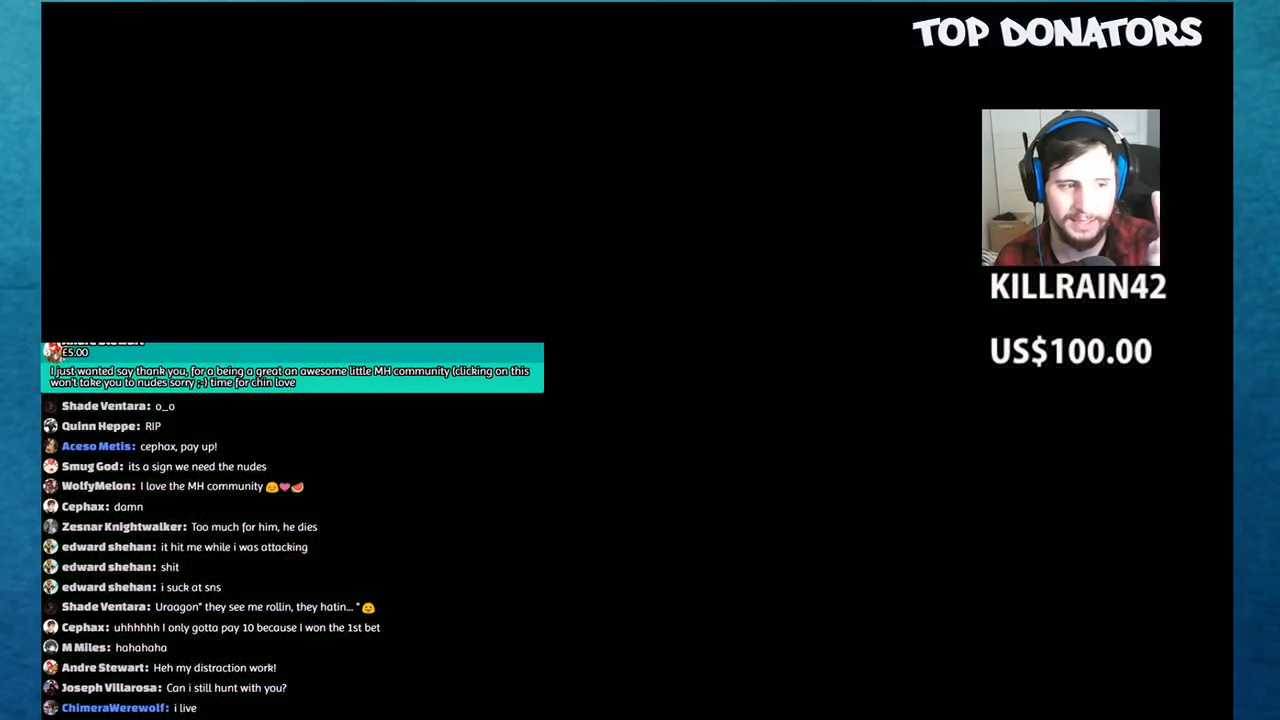 TOP DONATORS
KILLRAIN42
US$100.00
Andre Stewart
£5.00
I just wanted say thank you, for a being a great an awesome little MH community (clicking on this
won't take you to nudes sorry ;-) time for chin love
Shade Ventara: o_o
Quinn Heppe: RIP
Aceso Metis: cephax, pay up!
Smug God: its a sign we need the nudes
WolfyMelon: I love the MH community 😊💗🍉
Cephax: damn
Zesnar Knightwalker: Too much for him, he dies
edward shehan: it hit me while i was attacking
edward shehan: shit
edward shehan: i suck at sns
Shade Ventara: Uraagon" they see me rollin, they hatin... " 😊
Cephax: uhhhhhh I only gotta pay 10 because I won the 1st bet
M Miles: hahahaha
Andre Stewart: Heh my distraction work!
Joseph Villarosa: Can i still hunt with you?
ChimeraWerewolf: i live